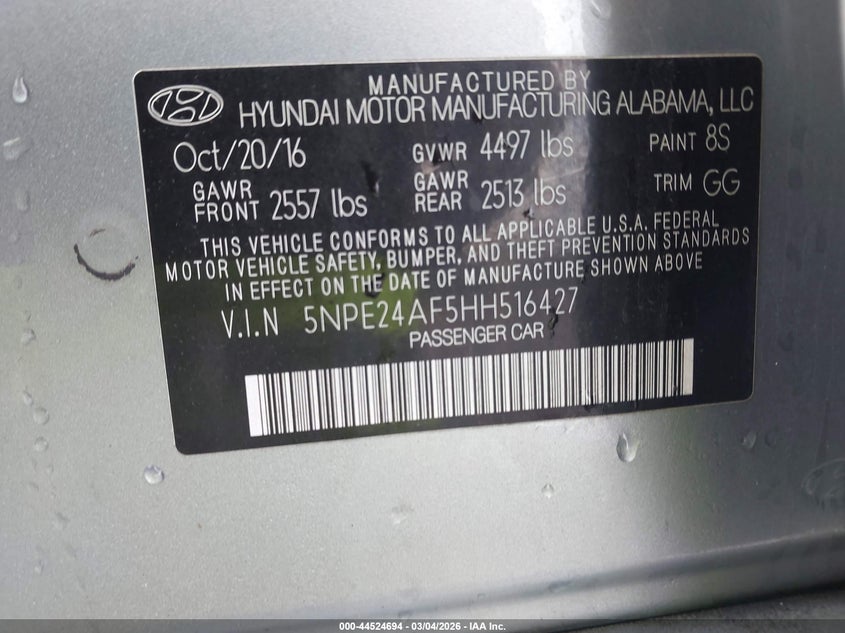 MANUFACTURED BY
HYUNDAI MOTOR MANUFACTURING ALABAMA, LLC
Oct/20/16 GVWR 4497 lbs PAINT 8S
GAWR FRONT 2557 lbs GAWR REAR 2513 lbs TRIM GG
THIS VEHICLE CONFORMS TO ALL APPLICABLE U.S.A. FEDERAL
MOTOR VEHICLE SAFETY, BUMPER, AND THEFT PREVENTION STANDARDS
IN EFFECT ON THE DATE OF MANUFACTURE SHOWN ABOVE
V.I.N 5NPE24AF5HH516427
PASSENGER CAR
000-44524694 - 03/04/2026 - IAA Inc.